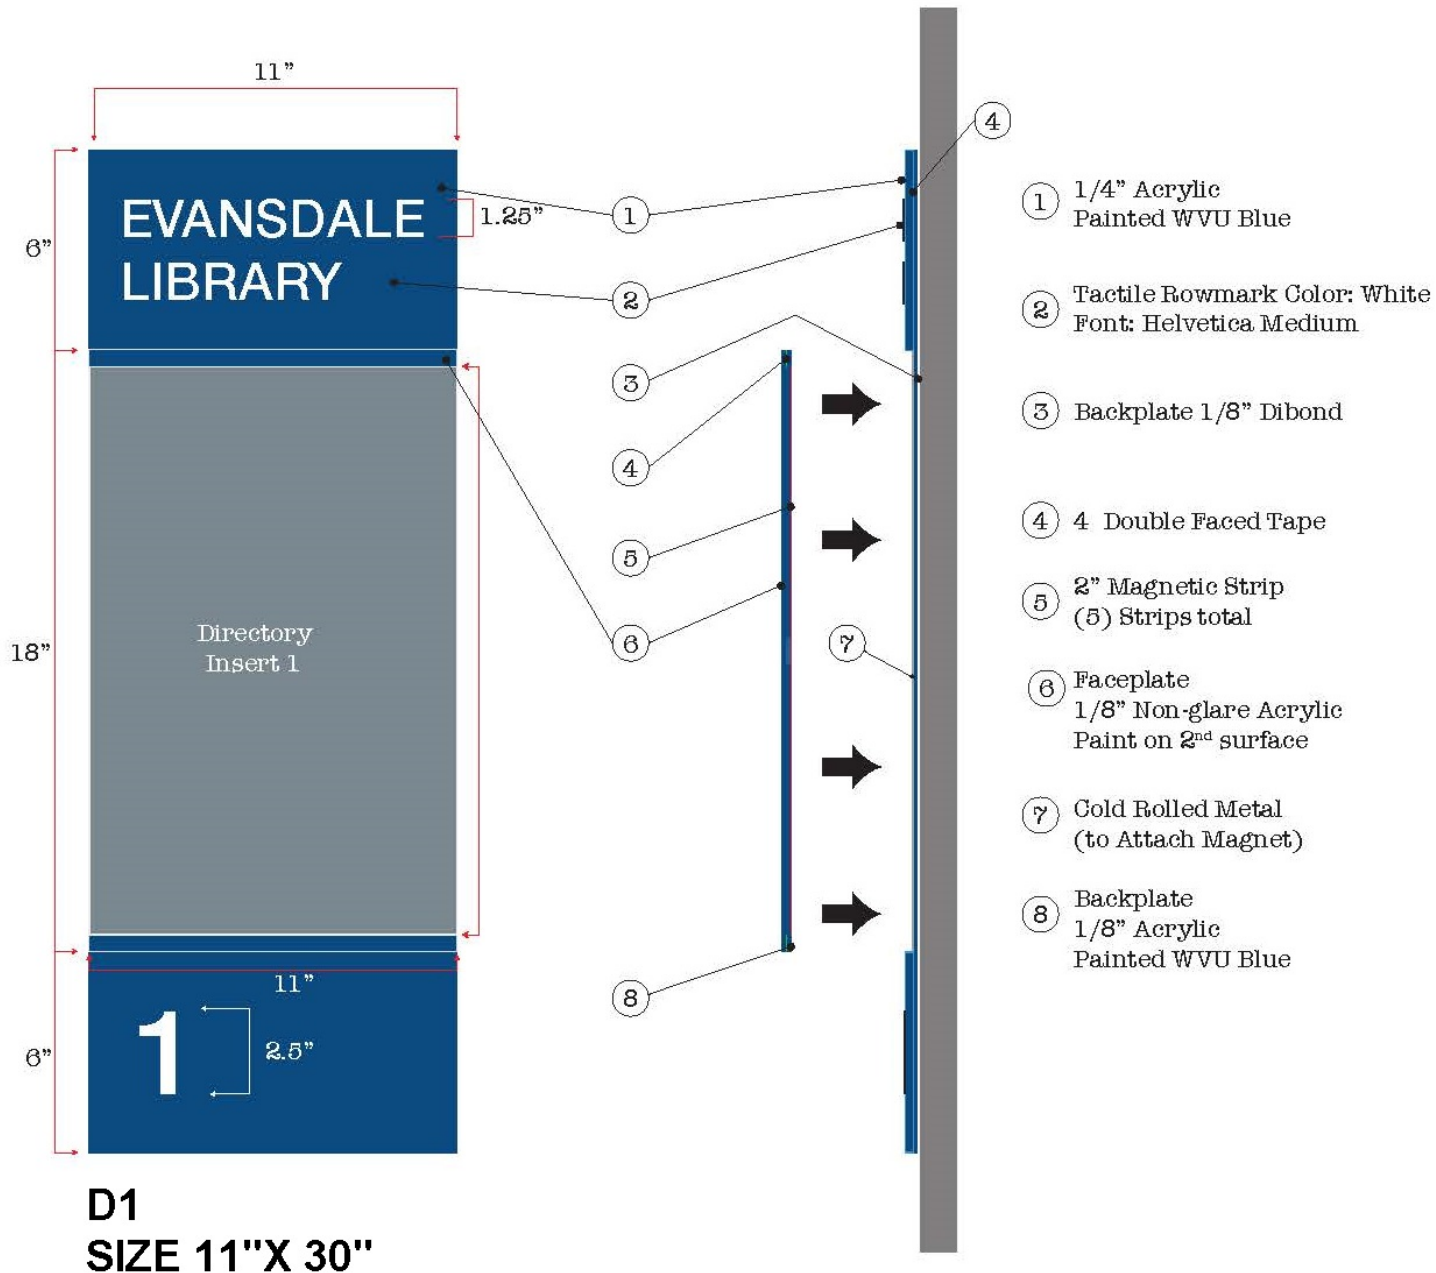 11”
EVANSDALE
LIBRARY
1.25”
6”
Directory
Insert 1
18”
11”
1
2.5”
6”
D1
SIZE 11"X 30"
1
2
3
4
5
6
8
7
4
1 1/4” Acrylic
Painted WVU Blue
2 Tactile Rowmark Color: White
Font: Helvetica Medium
3 Backplate 1/8” Dibond
4 4 Double Faced Tape
5 2” Magnetic Strip
(5) Strips total
6 Faceplate
1/8” Non-glare Acrylic
Paint on 2nd surface
7 Cold Rolled Metal
(to Attach Magnet)
8 Backplate
1/8” Acrylic
Painted WVU Blue